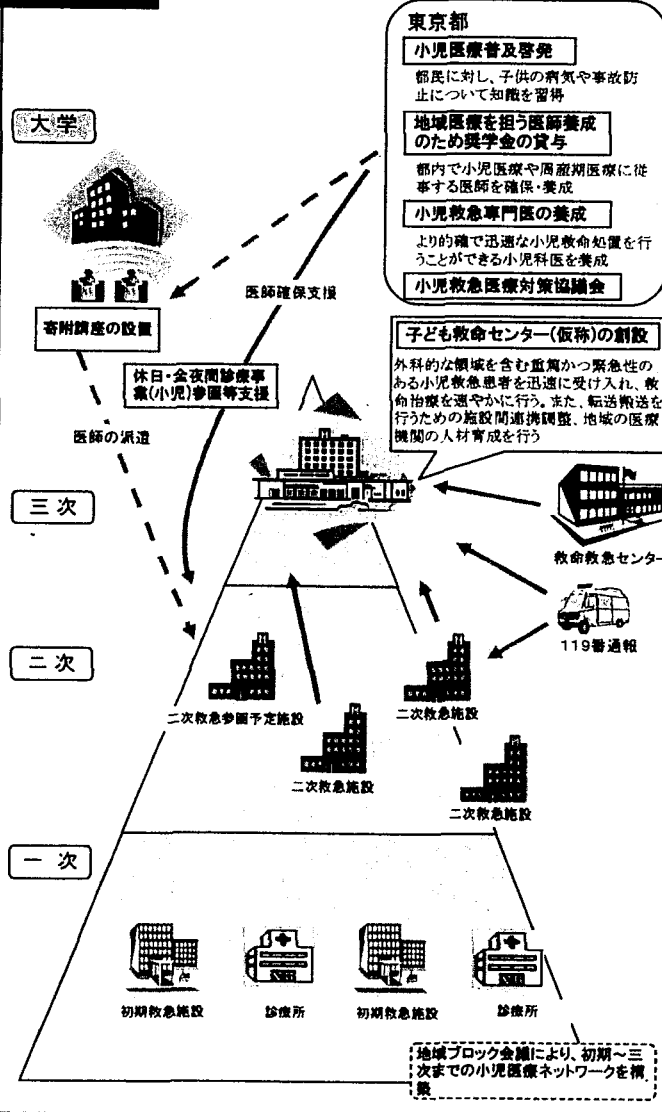 東京都
小児医療普及啓発
都民に対し、子供の病気や事故防
止について知識を習得
地域医療を担う医師養成
のため奨学金の貸与
都内で小児医療や周産期医療に従
事する医師を確保・養成
小児救急専門医の養成
より的確で迅速な小児救命処置を行
うことができる小児科医を養成
小児救急医療対策協議会
大学
寄附講座の設置
医師確保支援
休日・全夜間診療事
業(小児)参画等支援
医師の派遣
子ども救命センター(仮称)の創設
外科的な領域を含む重篤かつ緊急性の
ある小児救急患者を迅速に受け入れ、救
命治療を速やかに行う。また、転送搬送を
行うための施設間連携調整、地域の医療
機関の人材育成を行う
三次
救命救急センター
119番通報
二次
二次救急参画予定施設
二次救急施設
二次救急施設
二次救急施設
一次
初期救急施設
診療所
初期救急施設
診療所
地域ブロック会議により、初期～三
次までの小児医療ネットワークを構
築